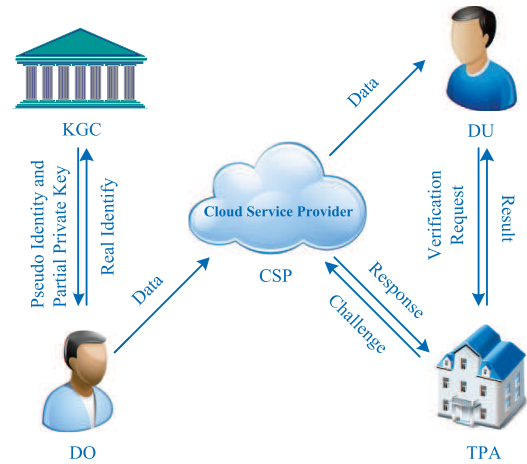 KGC
DU
Data
Pseudo Identity and
Partial Private Key
Real Identify
Cloud Service Provider
CSP
Verification
Request
Result
Data
Response
Challenge
DO
TPA